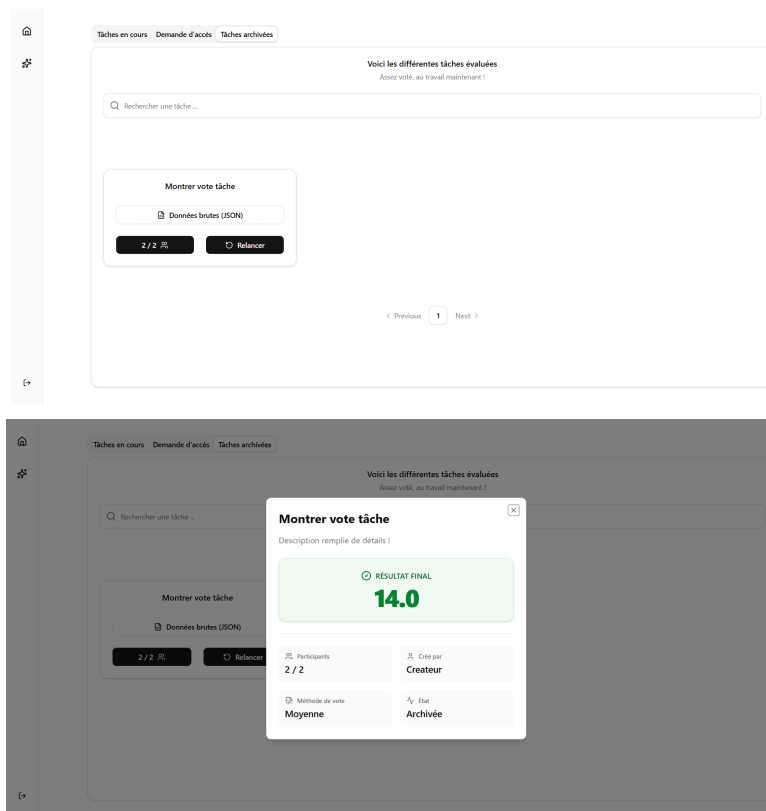 Tâches en cours Demande d'accès Tâches archivées
Voici les différentes tâches évaluées
Assez voté, au travail maintenant !
Rechercher une tâche ...
Montrer vote tâche
Données brutes (JSON)
2 / 2 Relancer
Previous 1 Next
Tâches en cours Demande d'accès Tâches archivées
Voici les différentes tâches évaluées
Assez voté, au travail maintenant !
Rechercher une tâche ...
Montrer vote tâche
Données brutes (JSON)
2 / 2 Relancer
Montrer vote tâche
Description remplie de détails !
RÉSULTAT FINAL
14.0
Participants Créé par
2 / 2 Createur
Méthode de vote État
Moyenne Archivée